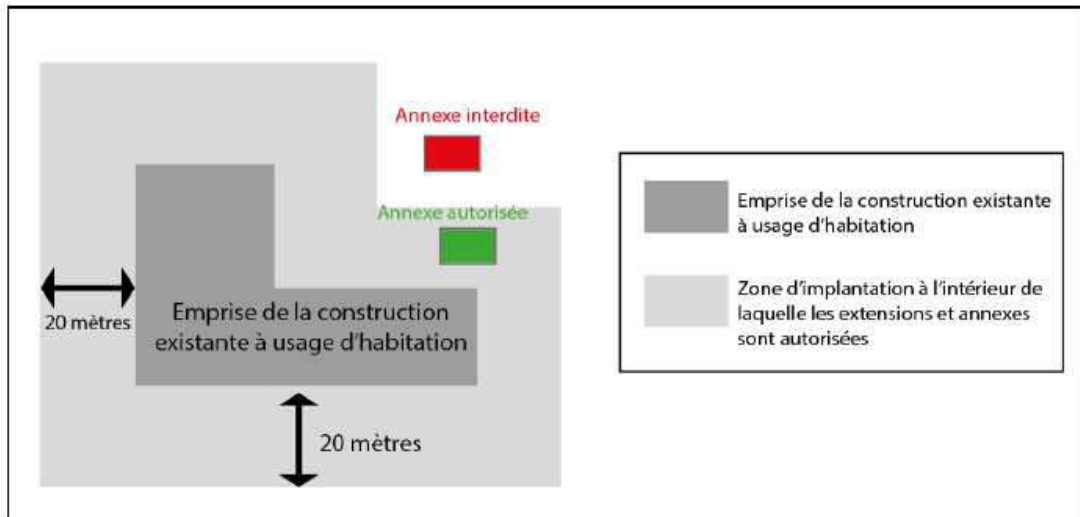 Annexe interdite
Annexe autorisée
20 mètres
Emprise de la construction
existante à usage d'habitation
20 mètres
Emprise de la construction existante
à usage d'habitation
Zone d'implantation à l'intérieur de
laquelle les extensions et annexes
sont autorisées